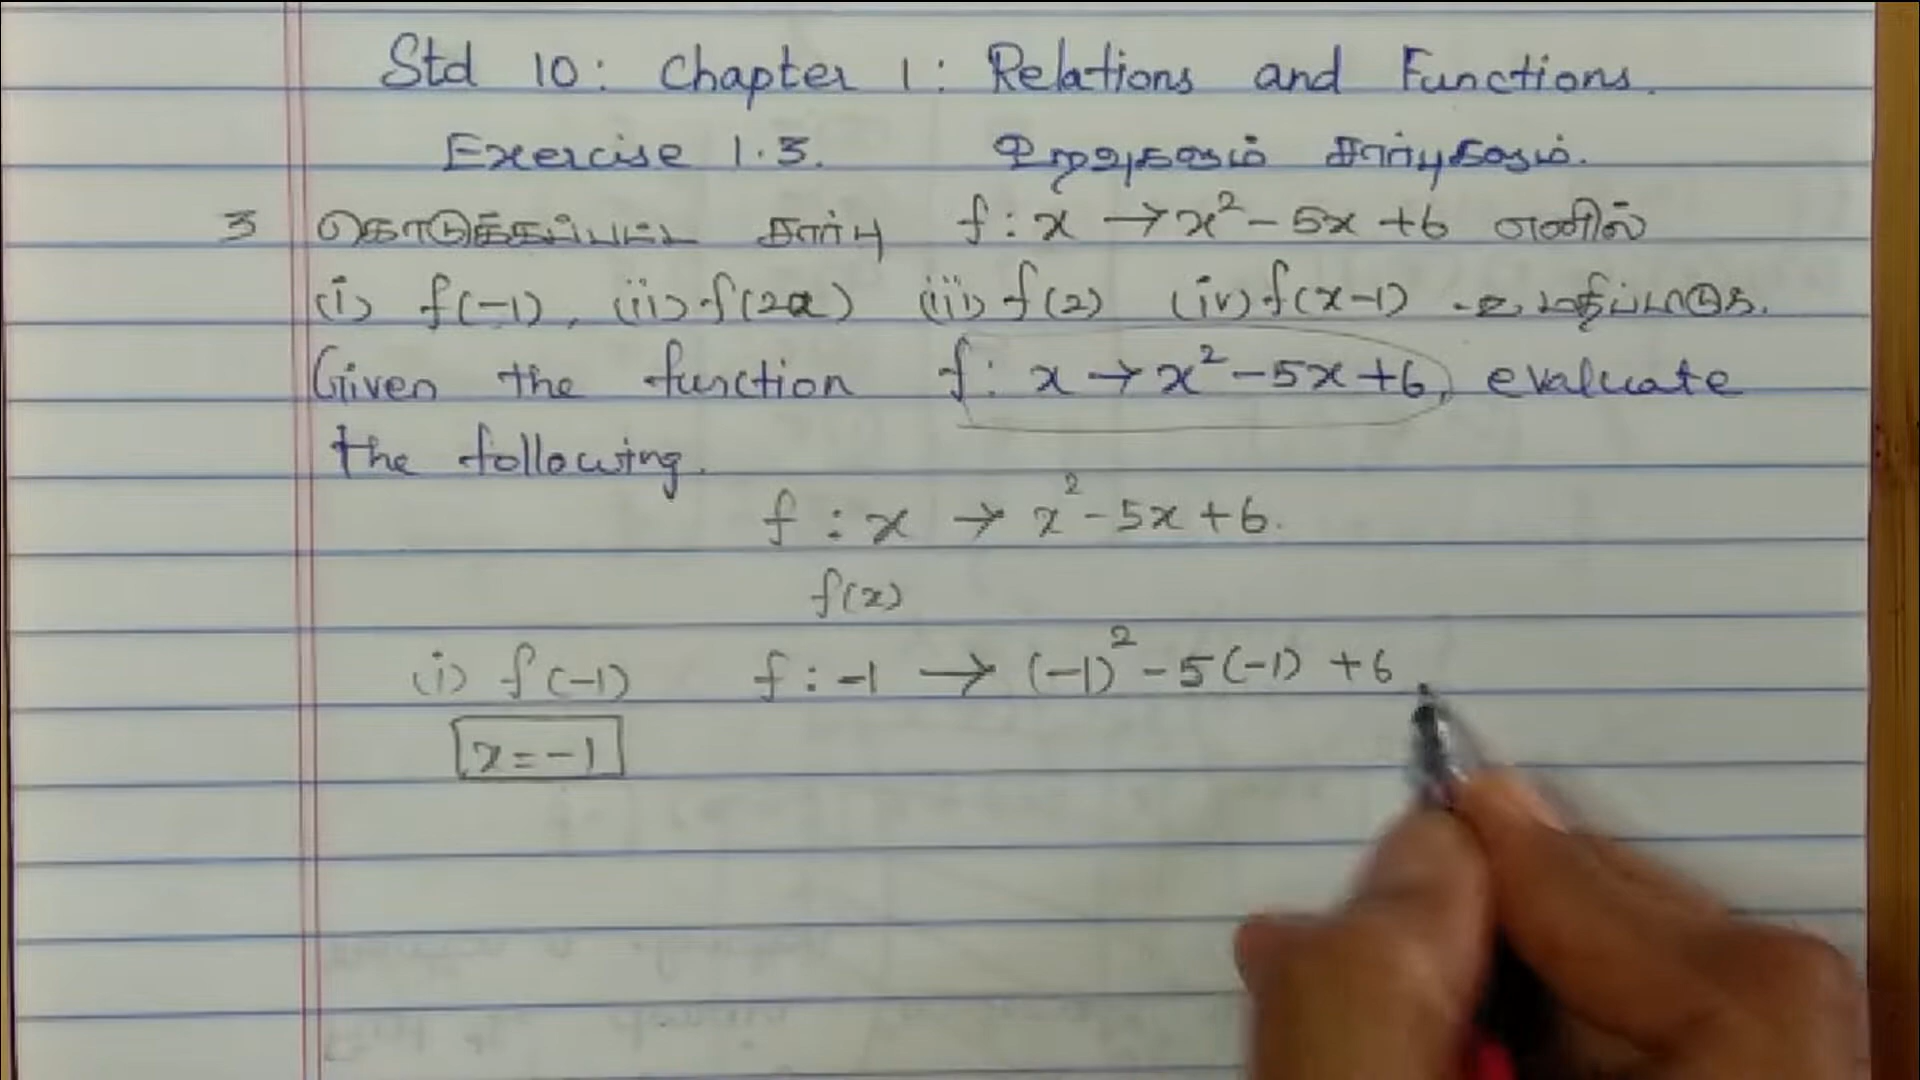 Std 10: Chapter 1: Relations and Functions.
Exercise 1.3. உறவுகளும் சார்புகளும்.
3 கொடுக்கப்பட்ட சார்பு f : x → x² - 5x + 6 எனில்
(i) f(-1), (ii) f(2a) (iii) f(2) (iv) f(x-1) -ஐ மதிப்பிடுக.
Given the function f: x → x² - 5x + 6, evaluate
the following.
f : x → x² - 5x + 6.
f(x)
(i) f(-1) f : -1 → (-1)² - 5(-1) + 6
x = -1